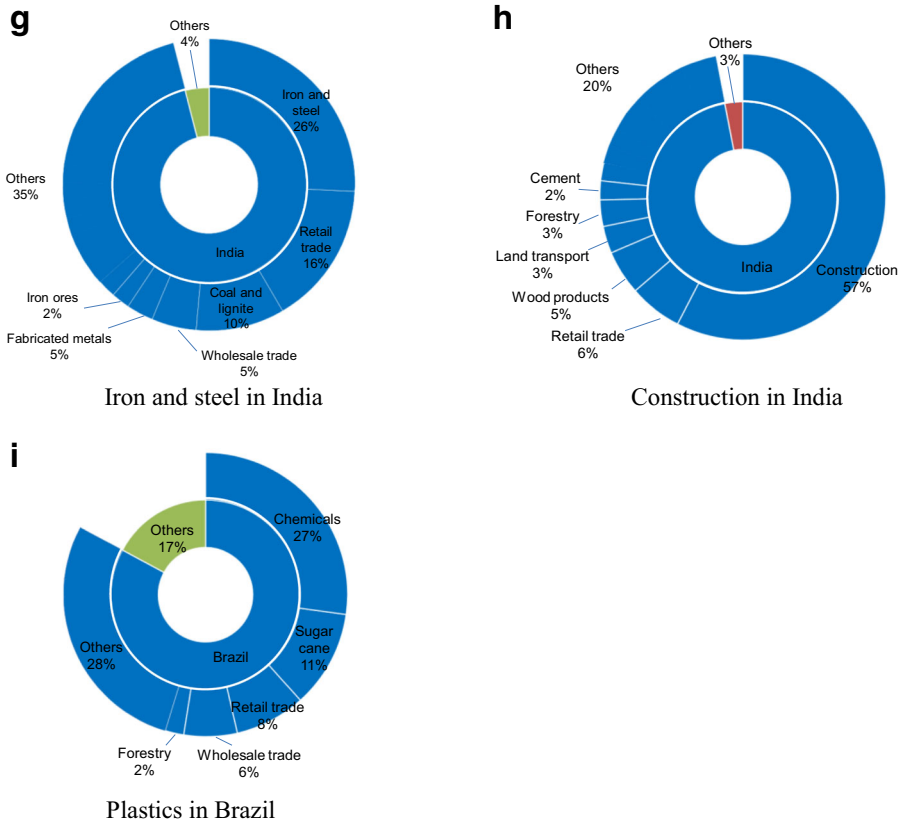 g
Others
4%
Iron and
steel
26%
Others
35%
Retail
trade
16%
India
Coal and
lignite
10%
Iron ores
2%
Fabricated metals
5%
Wholesale trade
5%
Iron and steel in India
h
Others
3%
Others
20%
Cement
2%
Forestry
3%
Land transport
3%
India
Construction
57%
Wood products
5%
Retail trade
6%
Construction in India
i
Others
17%
Chemicals
27%
Others
28%
Brazil
Sugar
cane
11%
Retail trade
8%
Forestry
2%
Wholesale trade
6%
Plastics in Brazil